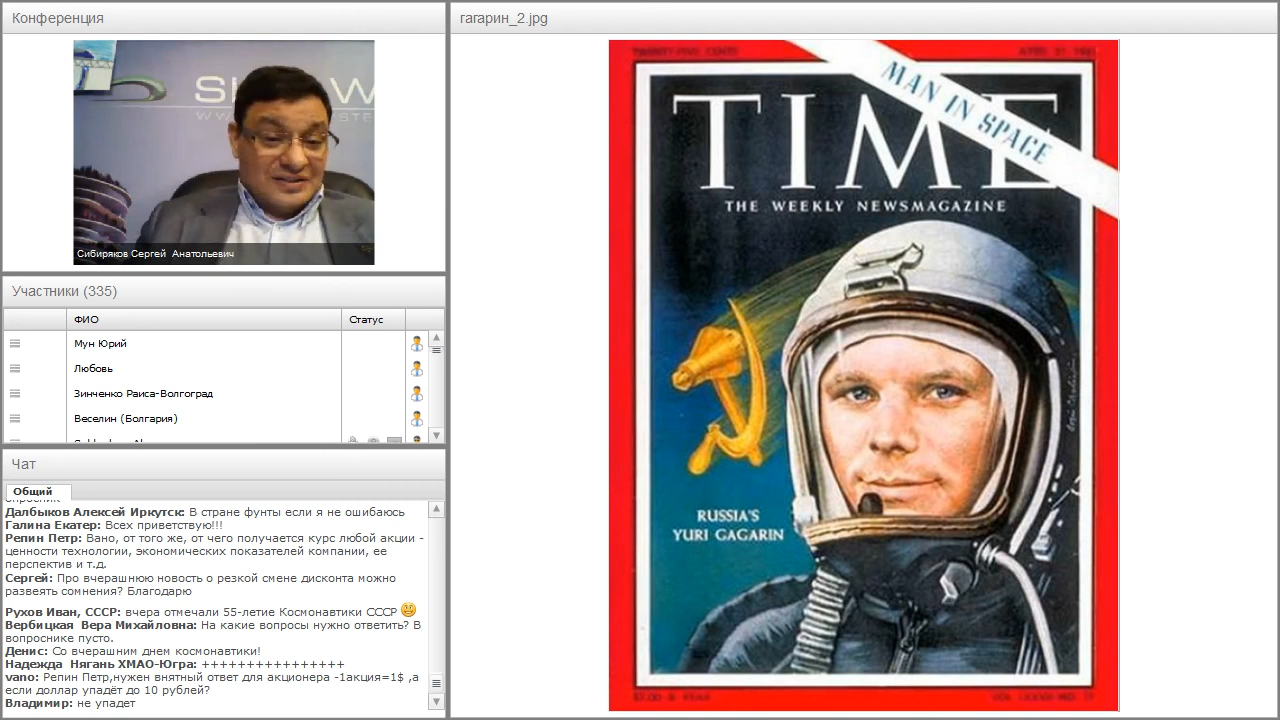 Конференция
Сибиряков Сергей Анатольевич
Участники (335)
ФИО
Статус
Мун Юрий
Любовь
Зинченко Раиса-Волгоград
Веселин (Болгария)
Чат
Общий
Далбыков Алексей Иркутск: В стране фунты если я не ошибаюсь
Галина Екатер: Всех приветствую!!!
Репин Петр: Вано, от того же, от чего получается курс любой акции -
ценности технологии, экономических показателей компании, ее
перспектив и т.д.
Сергей: Про вчерашнюю новость о резкой смене дисконта можно
развеять сомнения? Благодарю
Рухов Иван, СССР: вчера отмечали 55-летие Космонавтики СССР
Вербицкая Вера Михайловна: На какие вопросы нужно ответить? В
вопроснике пусто.
Денис: Со вчерашним днем космонавтики!
Надежда Нягань ХМАО-Югра: ++++++++++++++++
vano: Репин Петр,нужен внятный ответ для акционера -1акция=1$ ,а
если доллар упадёт до 10 рублей?
Владимир: не упадет
гагарин_2.jpg
TWENTY-FIVE CENTS
MAN IN SPACE
TIME
THE WEEKLY NEWSMAGAZINE
RUSSIA'S
YURI GAGARIN